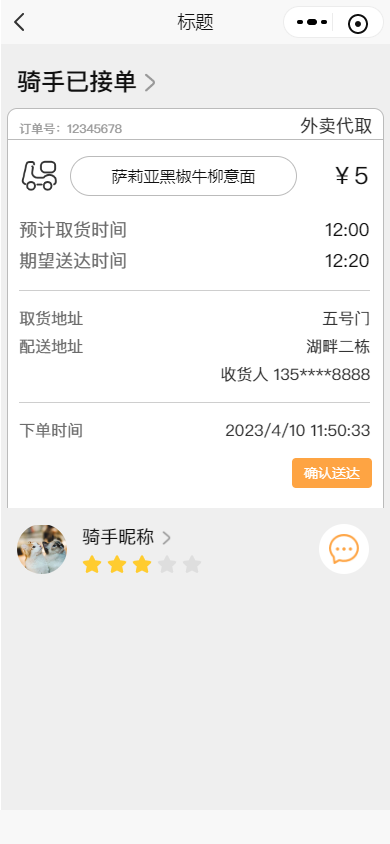 标题
骑手已接单
订单号：12345678 外卖代取
萨莉亚黑椒牛柳意面 ￥5
预计取货时间 12:00
期望送达时间 12:20
取货地址 五号门
配送地址 湖畔二栋
收货人 135****8888
下单时间 2023/4/10 11:50:33
确认送达
骑手昵称